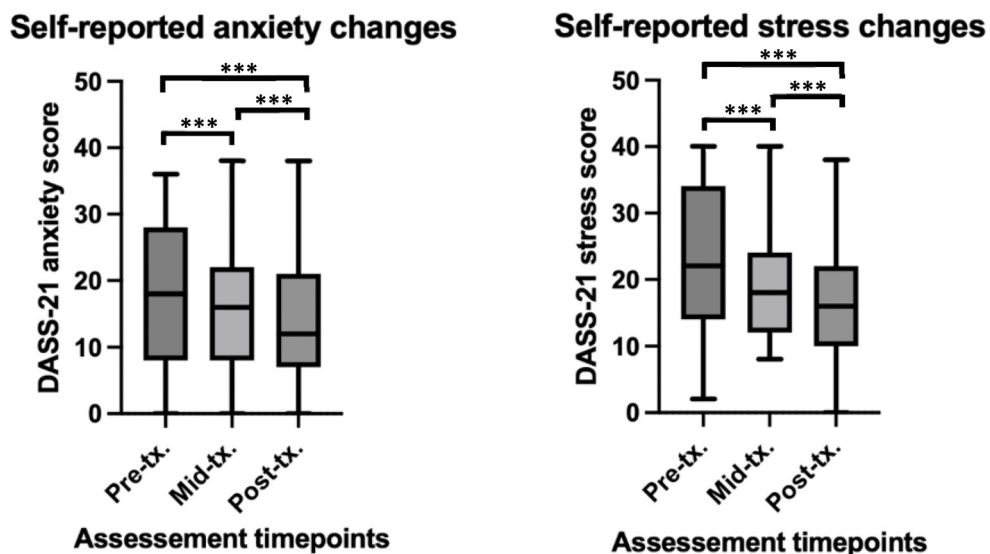 Self-reported anxiety changes
DASS-21 anxiety score
50
40
30
20
10
0
***
***
***
Pre-tx.
Mid-tx.
Post-tx.
Assessement timepoints
Self-reported stress changes
DASS-21 stress score
50
40
30
20
10
0
***
***
***
Pre-tx.
Mid-tx.
Post-tx.
Assessement timepoints